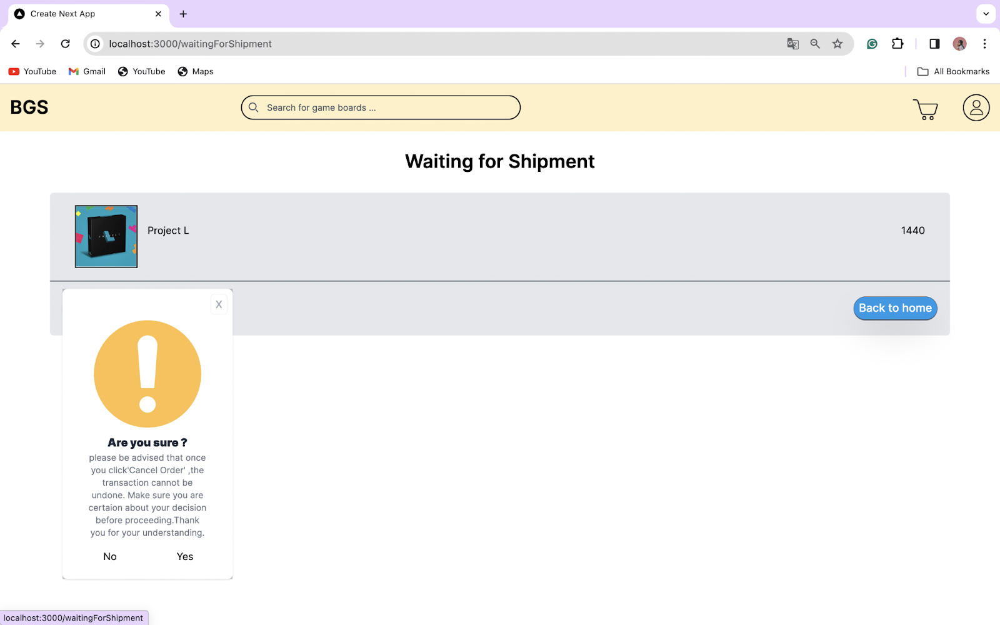 Create Next App
localhost:3000/waitingForShipment
YouTube
Gmail
YouTube
Maps
All Bookmarks
BGS
Search for game boards ...
Waiting for Shipment
Project L
1440
X
Back to home
Are you sure ?
please be advised that once
you click'Cancel Order' ,the
transaction cannot be
undone. Make sure you are
certaion about your decision
before proceeding.Thank
you for your understanding.
No
Yes
localhost:3000/waitingForShipment